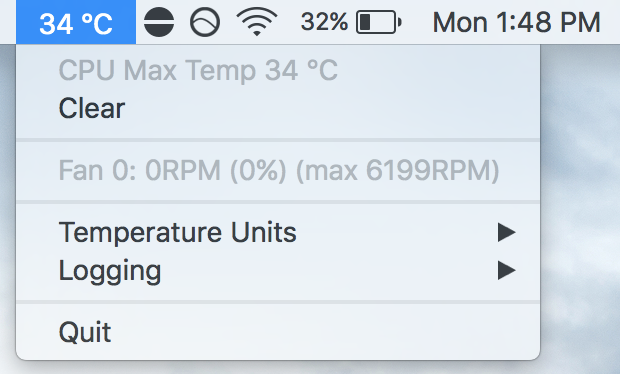 34 °C 32% Mon 1:48 PM
CPU Max Temp 34 °C
Clear
Fan 0: 0RPM (0%) (max 6199RPM)
Temperature Units
Logging
Quit